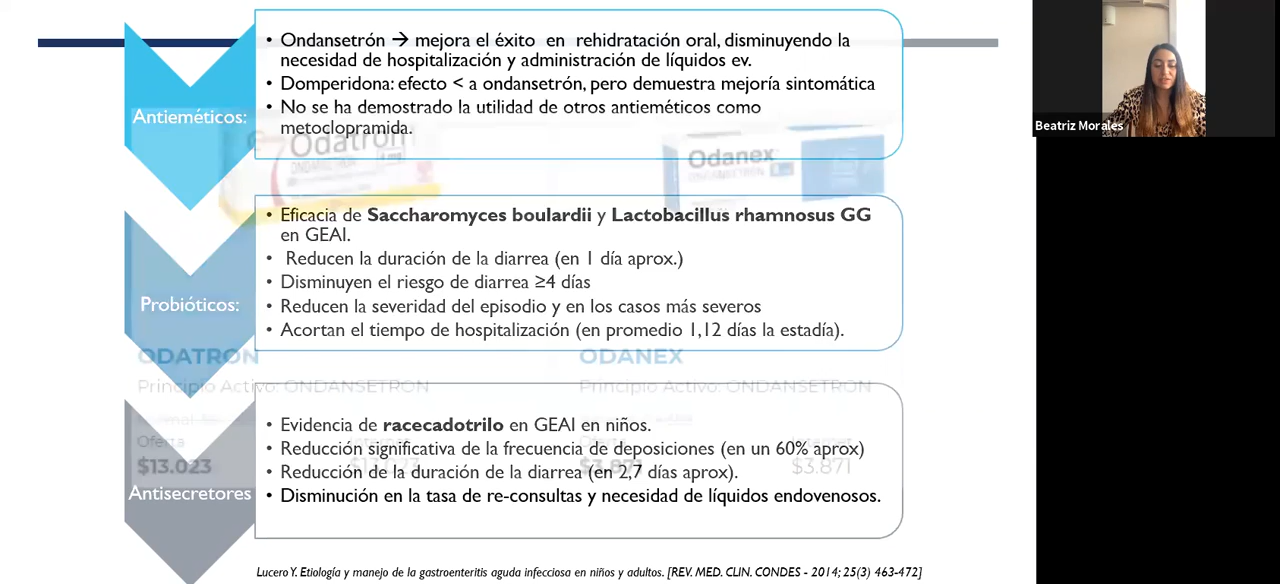 • Ondansetrón → mejora el éxito en rehidratación oral, disminuyendo la
necesidad de hospitalización y administración de líquidos ev.
• Domperidona: efecto < a ondansetrón, pero demuestra mejoría sintomática
• No se ha demostrado la utilidad de otros antieméticos como
metoclopramida.
Antieméticos:
Odatron
Odanex
ONDANSETRON
• Eficacia de Saccharomyces boulardii y Lactobacillus rhamnosus GG
en GEAI.
• Reducen la duración de la diarrea (en 1 día aprox.)
• Disminuyen el riesgo de diarrea ≥4 días
• Reducen la severidad del episodio y en los casos más severos
• Acortan el tiempo de hospitalización (en promedio 1,12 días la estadía).
Probióticos:
ODATRON
ODANEX
Principio Activo: ONDANSETRON
Principio Activo: ONDANSETRON
• Evidencia de racecadotrilo en GEAI en niños.
• Reducción significativa de la frecuencia de deposiciones (en un 60% aprox)
• Reducción de la duración de la diarrea (en 2,7 días aprox).
• Disminución en la tasa de re-consultas y necesidad de líquidos endovenosos.
Antisecretores
Oferta
Internet
Oferta
$13.023
$3.871
Lucero Y. Etiología y manejo de la gastroenteritis aguda infecciosa en niños y adultos. [REV. MED. CLIN. CONDES - 2014; 25(3) 463-472]
Beatriz Morales